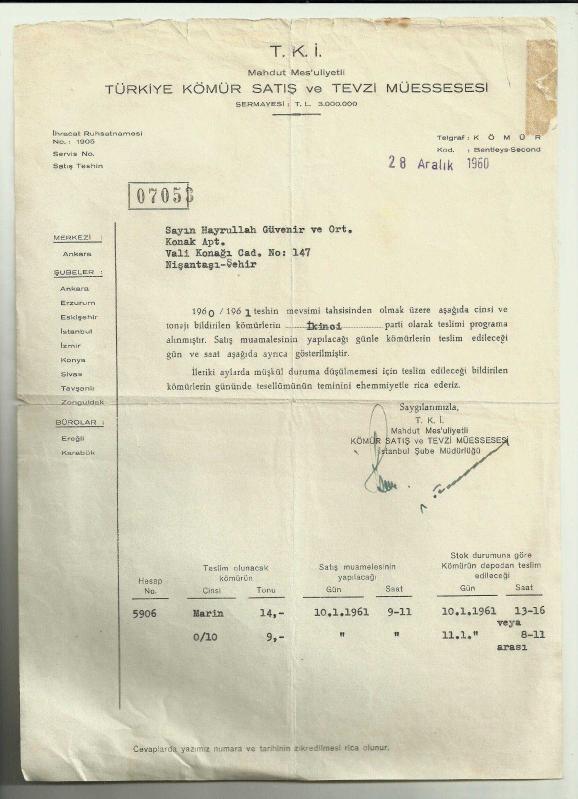 T. K. İ.
Mahdut Mes'uliyetli
TÜRKİYE KÖMÜR SATIŞ ve TEVZİ MÜESSESESİ
SERMAYESİ : T. L. 3.000.000
İhracat Ruhsatnamesi
No. : 1905
Servis No.
Satış Teshin
Telgraf : K Ö M Ü R
Kod. : Bentleys-Second
28 Aralık 1960
07053
Sayın Hayrullah Güvenir ve Ort.
Konak Apt.
Vali Konağı Cad. No: 147
Nişantaşı-Şehir
MERKEZİ :
Ankara
ŞUBELER :
Ankara
Erzurum
Eskişehir
İstanbul
İzmir
Konya
Sivas
Tavşanlı
Zonguldak
BÜROLAR :
Ereğli
Karabük
1960 / 1961 teshin mevsimi tahsisinden olmak üzere aşağıda cinsi ve
tonajı bildirilen kömürlerin İkinci parti olarak teslimi programa
alınmıştır. Satış muamelesinin yapılacağı günle kömürlerin teslim edileceği
gün ve saat aşağıda ayrıca gösterilmiştir.
İleriki aylarda müşkül duruma düşülmemesi için teslim edileceği bildirilen
kömürlerin gününde tesellümünün teminini ehemmiyetle rica ederiz.
Saygılarımızla,
T. K. İ.
Mahdut Mes'uliyetli
KÖMÜR SATIŞ ve TEVZİ MÜESSESESİ
İstanbul Şube Müdürlüğü
Hesap No.
Teslim olunacak kömürün
Cinsi Tonu
Satış muamelesinin yapılacağı
Gün Saat
Stok durumuna göre Kömürün depodan teslim edileceği
Gün Saat
5906 Marin 14,- 10.1.1961 9-11 10.1.1961 13-16
veya
0/10 9,- " " 11.1." 8-11
arası
Cevaplarda yazımız numara ve tarihinin zikredilmesi rica olunur.